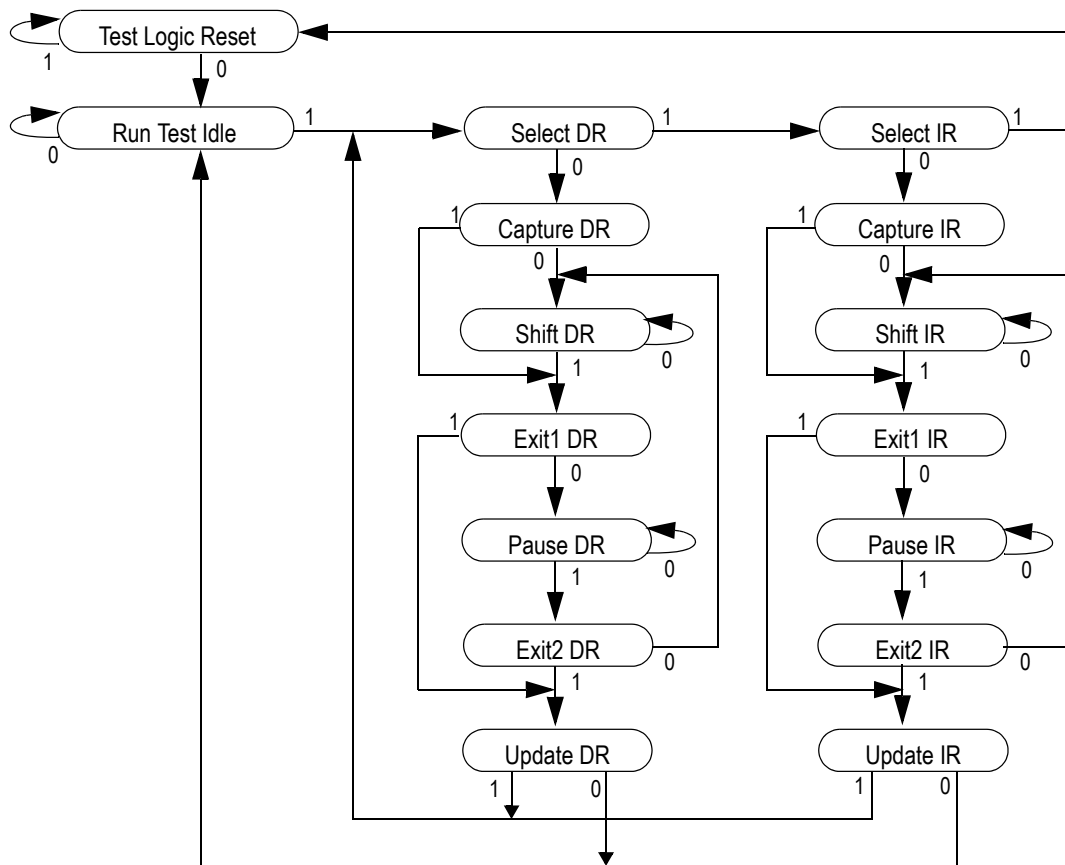 Test Logic Reset
1
0
Run Test Idle
1
Select DR
1
Select IR
1
0
0
0
1
Capture DR
1
Capture IR
0
0
Shift DR
Shift IR
0
0
1
1
1
Exit1 DR
1
Exit1 IR
0
0
Pause DR
Pause IR
0
0
1
1
Exit2 DR
Exit2 IR
0
0
1
1
Update DR
Update IR
1
0
1
0